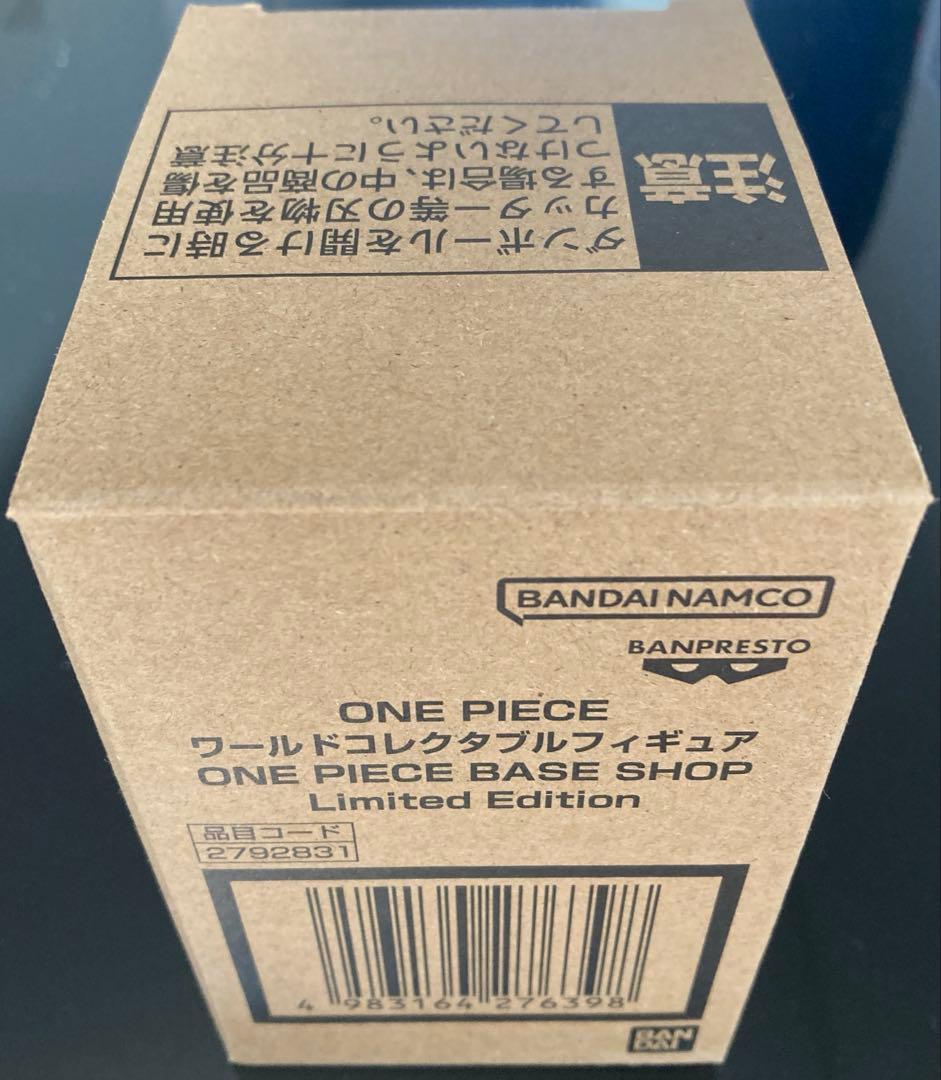 注意
ダンボールを開ける時に
カッター等の刃物を使用
する場合は、中の商品を傷
つけないように十分注意
してください。
BANDAI NAMCO
BANPRESTO
ONE PIECE
ワールドコレクタブルフィギュア
ONE PIECE BASE SHOP
Limited Edition
品目コード
2792831
4 983164 276398
BAN
DAI